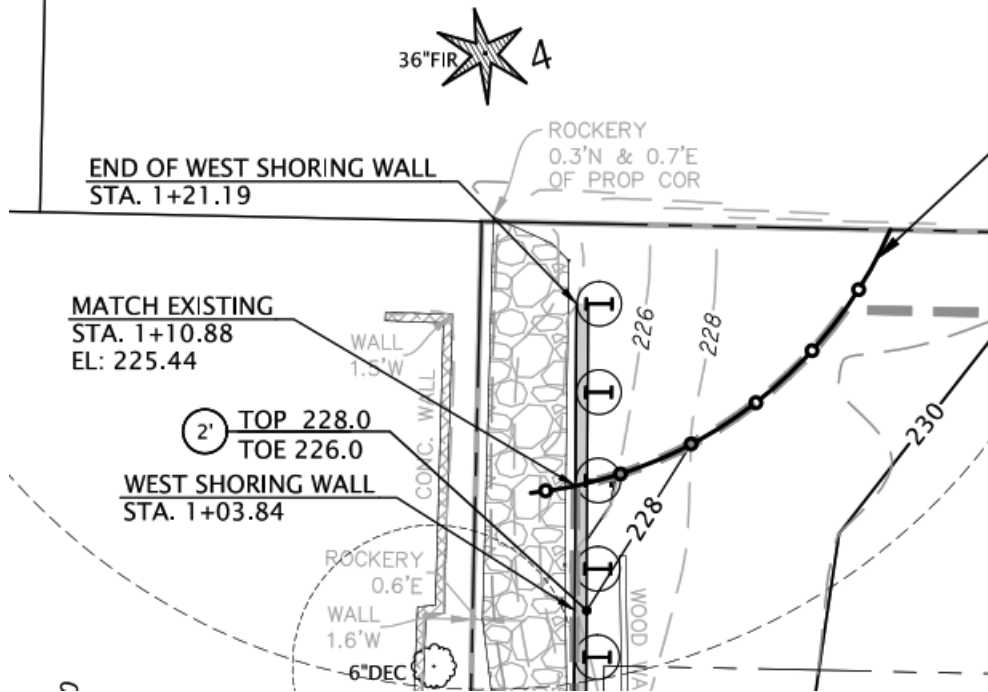 36"FIR
4
ROCKERY
0.3'N & 0.7'E
OF PROP COR
END OF WEST SHORING WALL
STA. 1+21.19
MATCH EXISTING
STA. 1+10.88
EL: 225.44
WALL
1.5'W
226
228
2'
TOP 228.0
TOE 226.0
CONC. WALL
230
WEST SHORING WALL
STA. 1+03.84
228
ROCKERY
0.6'E
WALL
1.6'W
WOOD
6"DEC